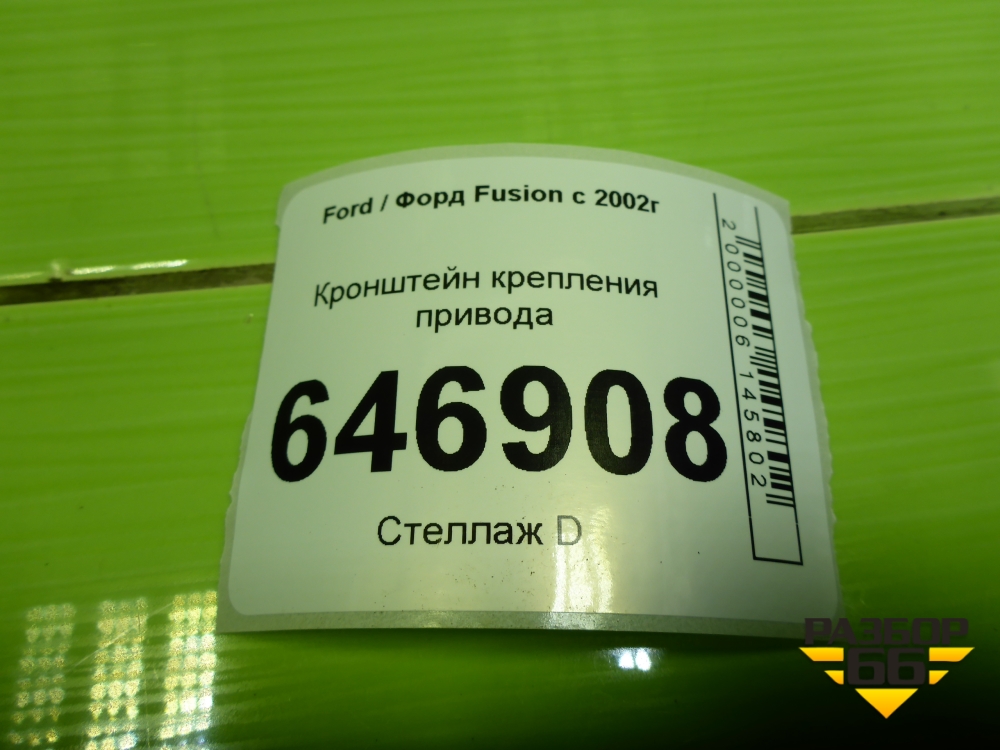 Ford / Форд Fusion с 2002г
Кронштейн крепления
привода
646908
Стеллаж D
2000006145802
РАЗБОР
66